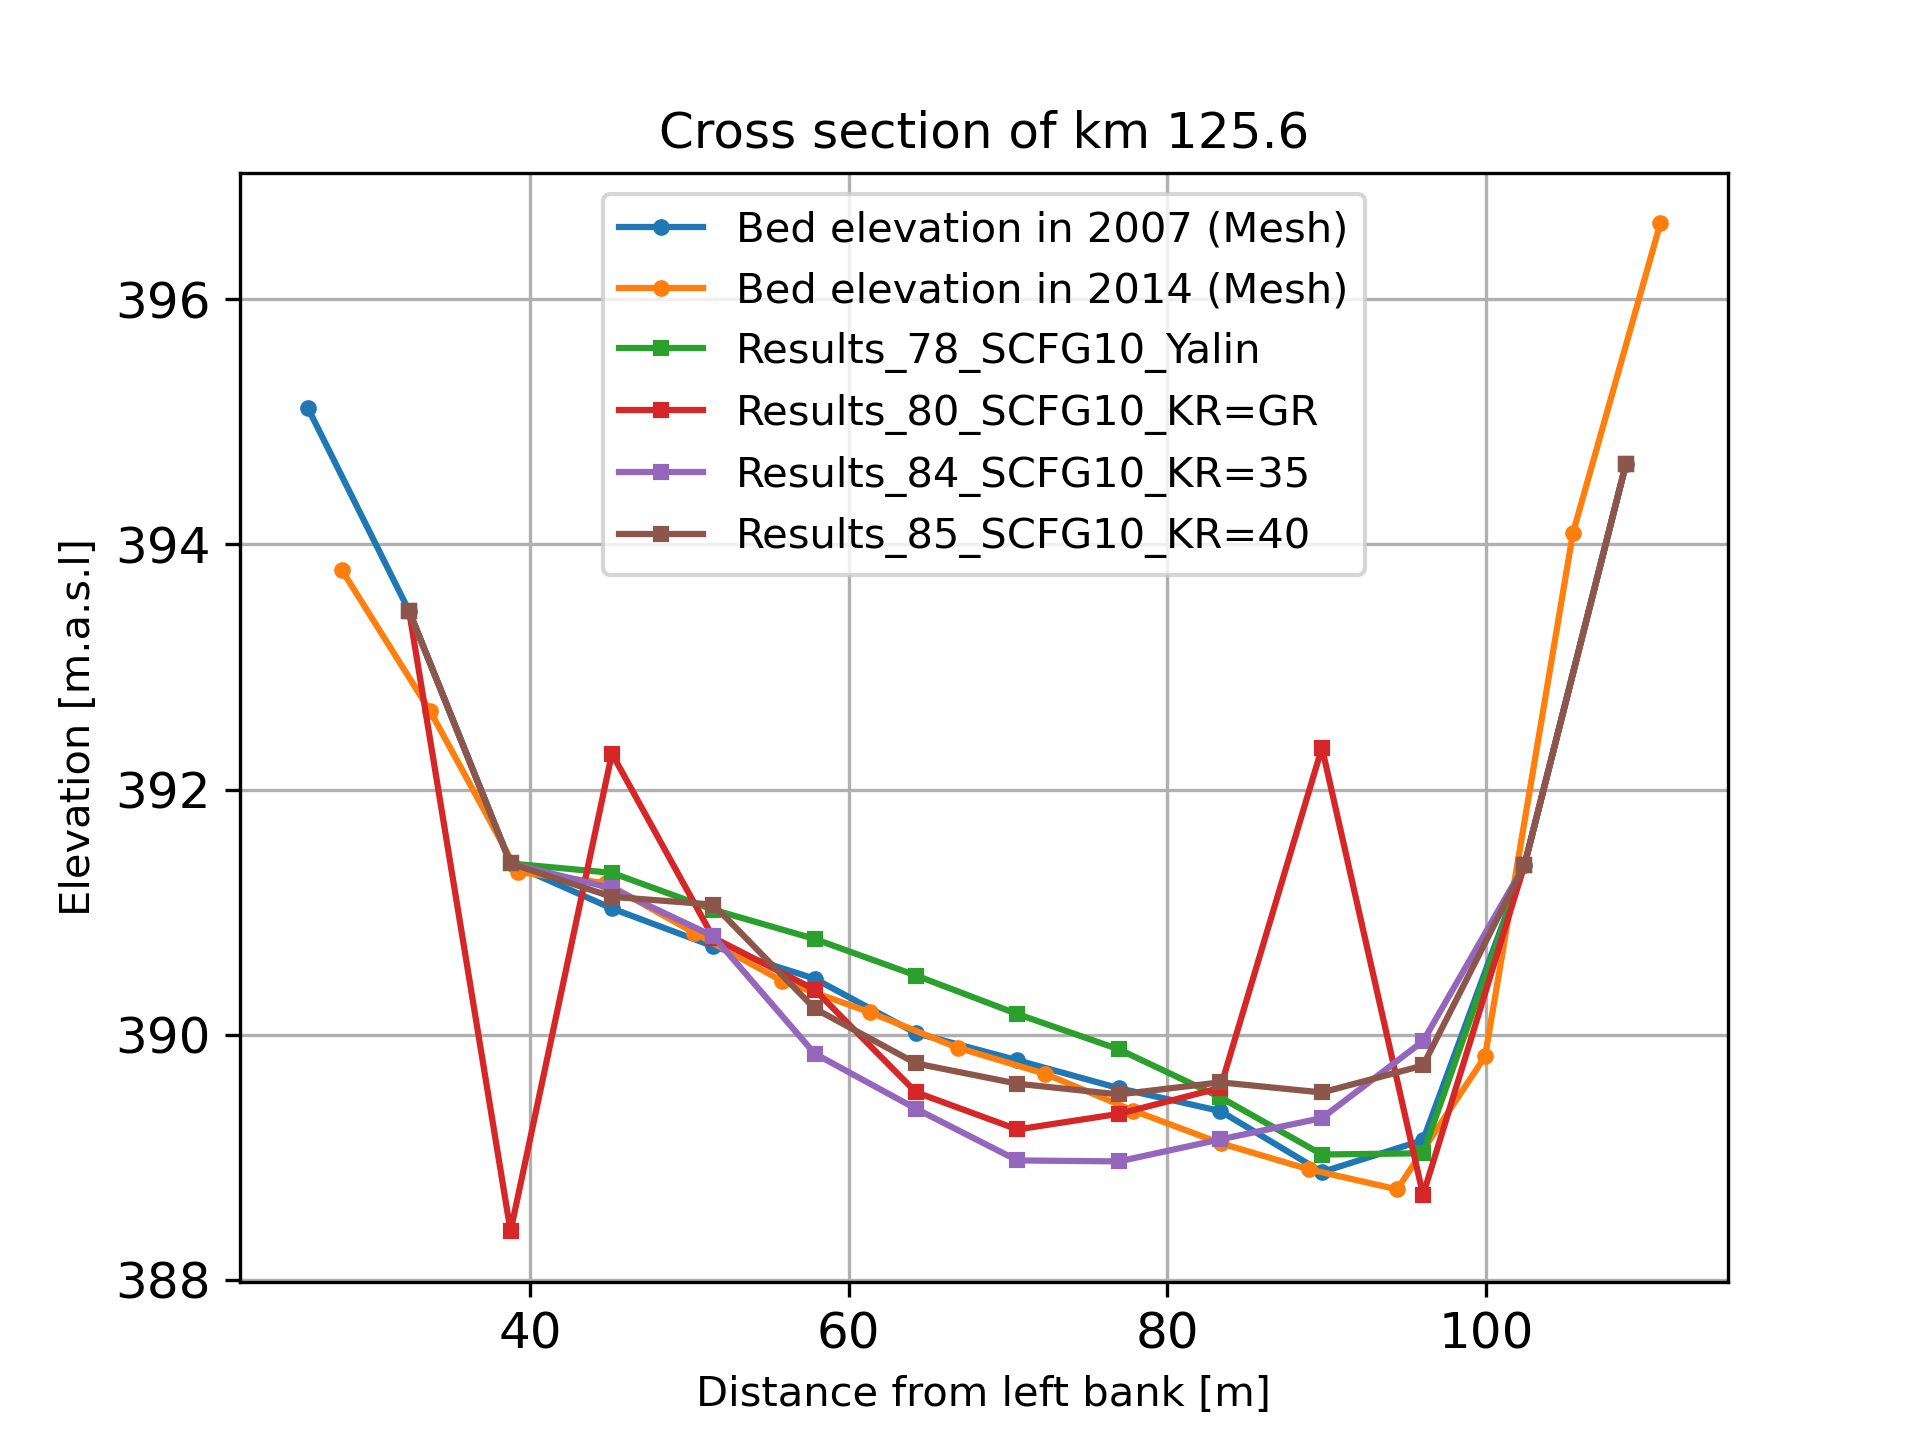 Cross section of km 125.6
Bed elevation in 2007 (Mesh)
Bed elevation in 2014 (Mesh)
Results_78_SCFG10_Yalin
Results_80_SCFG10_KR=GR
Results_84_SCFG10_KR=35
Results_85_SCFG10_KR=40
396
394
392
390
388
Elevation [m.a.s.l]
40 60 80 100
Distance from left bank [m]